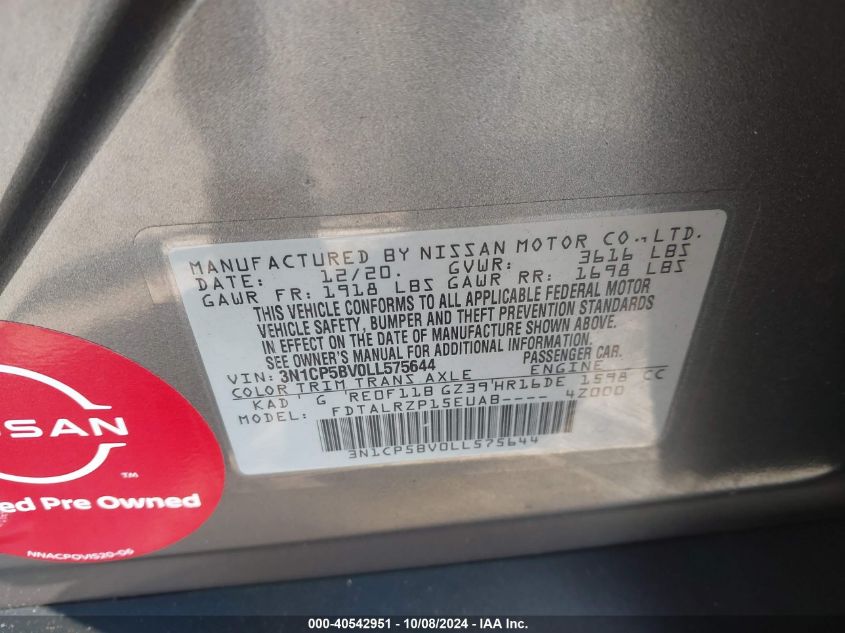 MANUFACTURED BY NISSAN MOTOR CO., LTD.
DATE: 12/20. GVWR: 3616 LBS
GAWR FR: 1918 LBS GAWR RR: 1698 LBS
THIS VEHICLE CONFORMS TO ALL APPLICABLE FEDERAL MOTOR
VEHICLE SAFETY, BUMPER AND THEFT PREVENTION STANDARDS
IN EFFECT ON THE DATE OF MANUFACTURE SHOWN ABOVE.
SEE OWNER'S MANUAL FOR ADDITIONAL INFORMATION.
VIN: 3N1CP5BV0LL575644 PASSENGER CAR.
COLOR TRIM TRANS AXLE ENGINE
KAD G RE0F11B GZ39 HR16DE 1598 CC
MODEL: FDTALRZP15EUAB---- 4Z000
3N1CP5BV0LL575644
NISSAN
™
ed Pre Owned
NNACPOVIS20-06
000-40542951 | 10/08/2024 - IAA Inc.